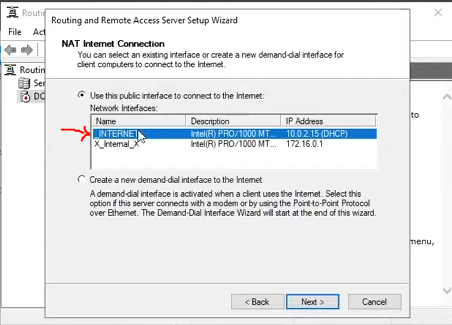 Routin
Routing and Remote Access Server Setup Wizard
File
Act
NAT Internet Connection
You can select an existing interface or create a new demand-dial interface for
client computers to connect to the Internet.
Routing
Ser
DC
Use this public interface to connect to the Internet:
Network Interfaces:
Name Description IP Address
_INTERNET Intel(R) PRO/1000 MT... 10.0.2.15 (DHCP)
X_Internal_X Intel(R) PRO/1000 MT... 172.16.0.1
to
Create a new demand-dial interface to the Internet
A demand-dial interface is activated when a client uses the Internet. Select this
option if this server connects with a modem or by using the Point-to-Point Protocol
over Ethernet. The Demand-Dial Interface Wizard will start at the end of this wizard.
menu,
< Back Next > Cancel